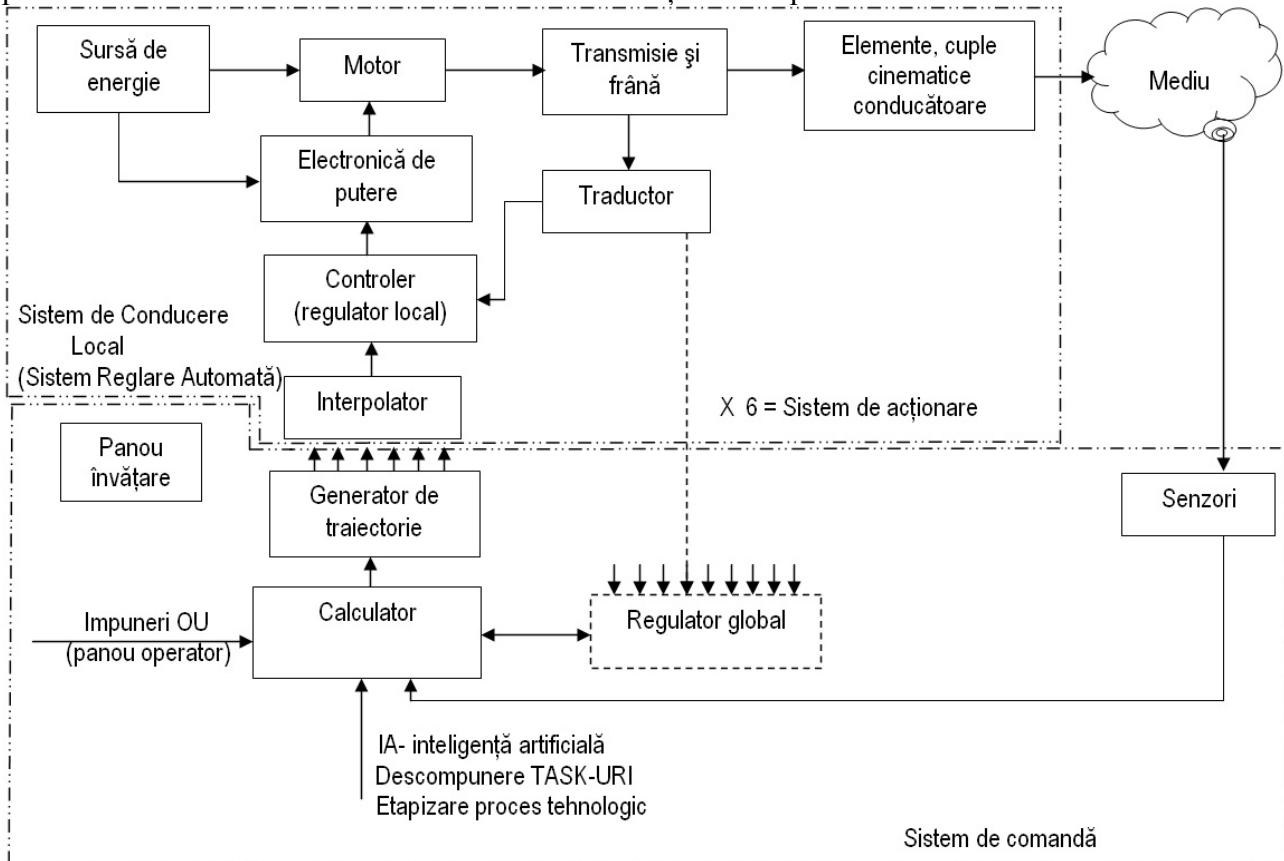 Sursă de
energie
Motor
Transmisie şi
frână
Elemente, cuple
cinematice
conducătoare
Mediu
Electronică de
putere
Traductor
Controler
(regulator local)
Sistem de Conducere
Local
(Sistem Reglare Automată)
Interpolator
X 6 = Sistem de acționare
Panou
învățare
Generator de
traiectorie
Senzori
Impuneri OU
(panou operator)
Calculator
Regulator global
IA- inteligență artificială
Descompunere TASK-URI
Etapizare proces tehnologic
Sistem de comandă